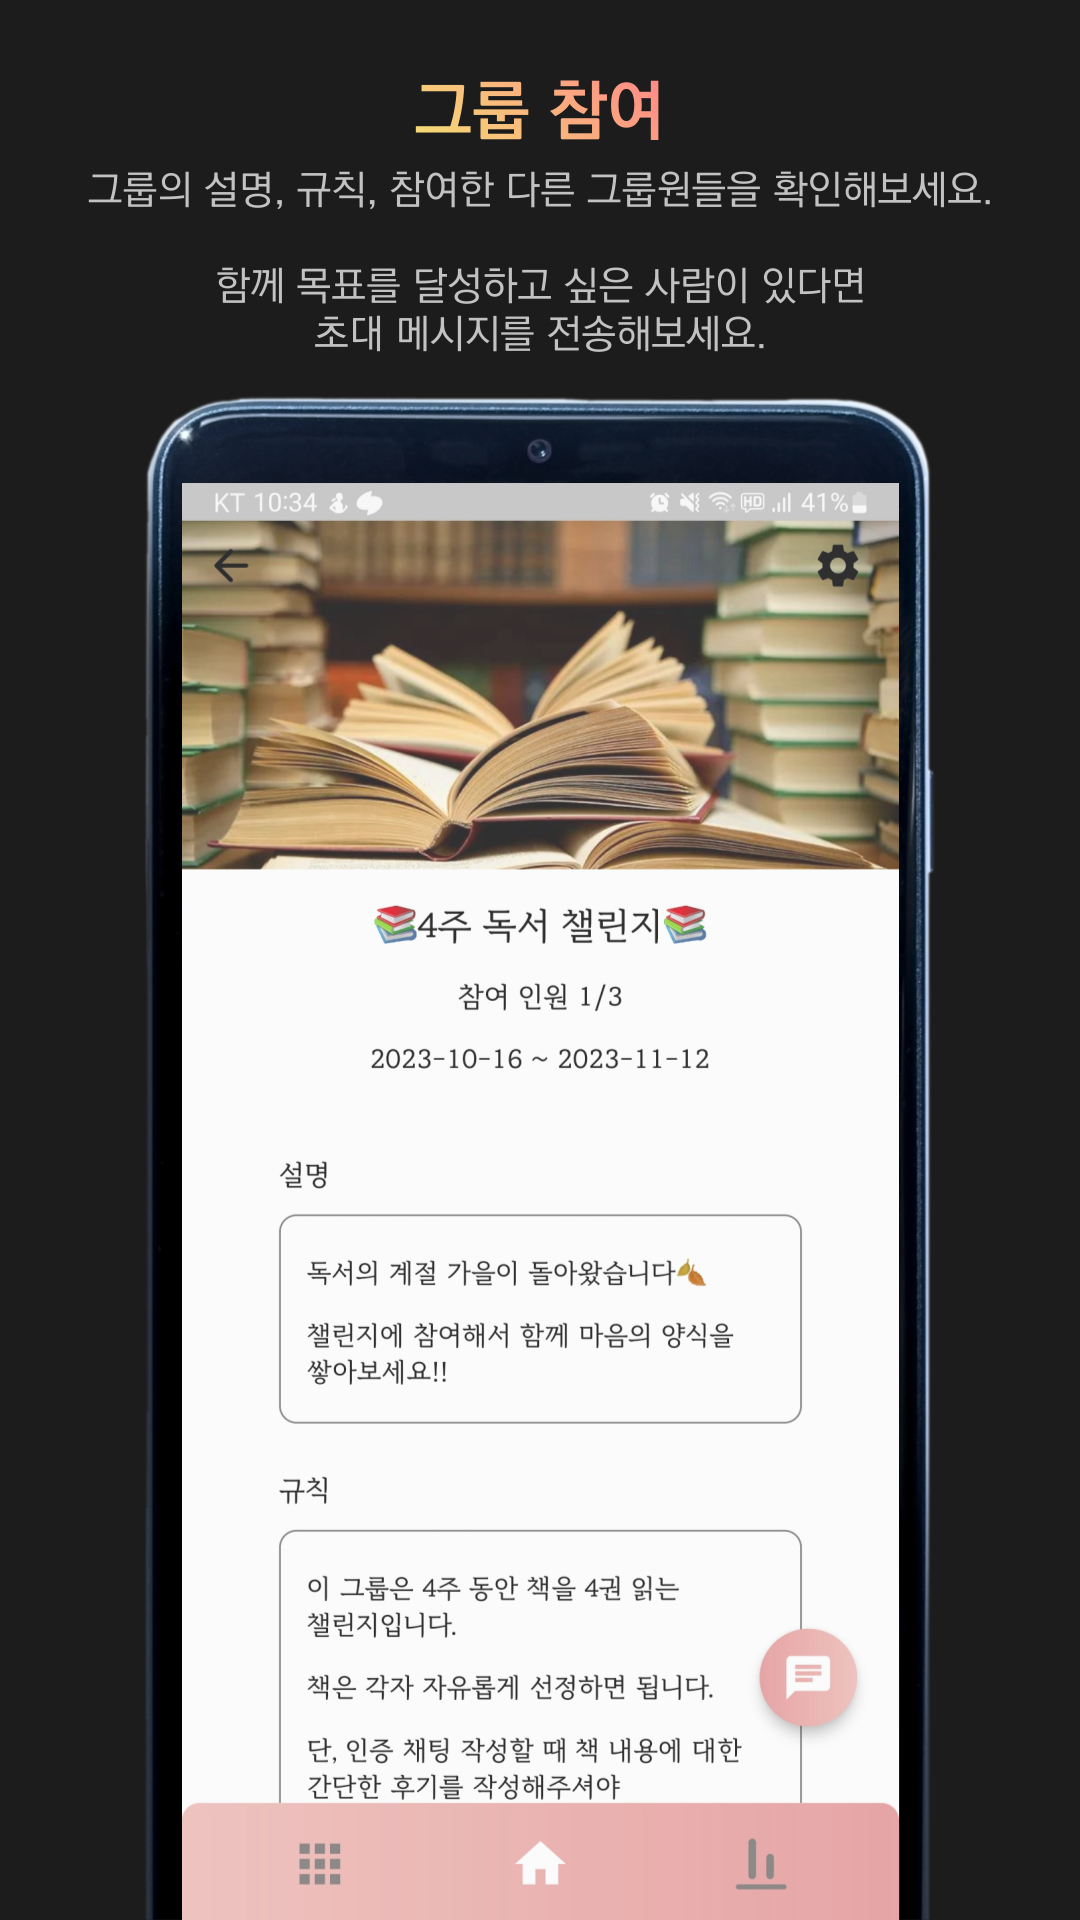 그룹 참여
그룹의 설명, 규칙, 참여한 다른 그룹원들을 확인해보세요.
함께 목표를 달성하고 싶은 사람이 있다면
초대 메시지를 전송해보세요.
KT 10:34 HD 41%
📚4주 독서 챌린지📚
참여 인원 1/3
2023-10-16 ~ 2023-11-12
설명
독서의 계절 가을이 돌아왔습니다🍂
챌린지에 참여해서 함께 마음의 양식을
쌓아보세요!!
규칙
이 그룹은 4주 동안 책을 4권 읽는
챌린지입니다.
책은 각자 자유롭게 선정하면 됩니다.
단, 인증 채팅 작성할 때 책 내용에 대한
간단한 후기를 작성해주셔야